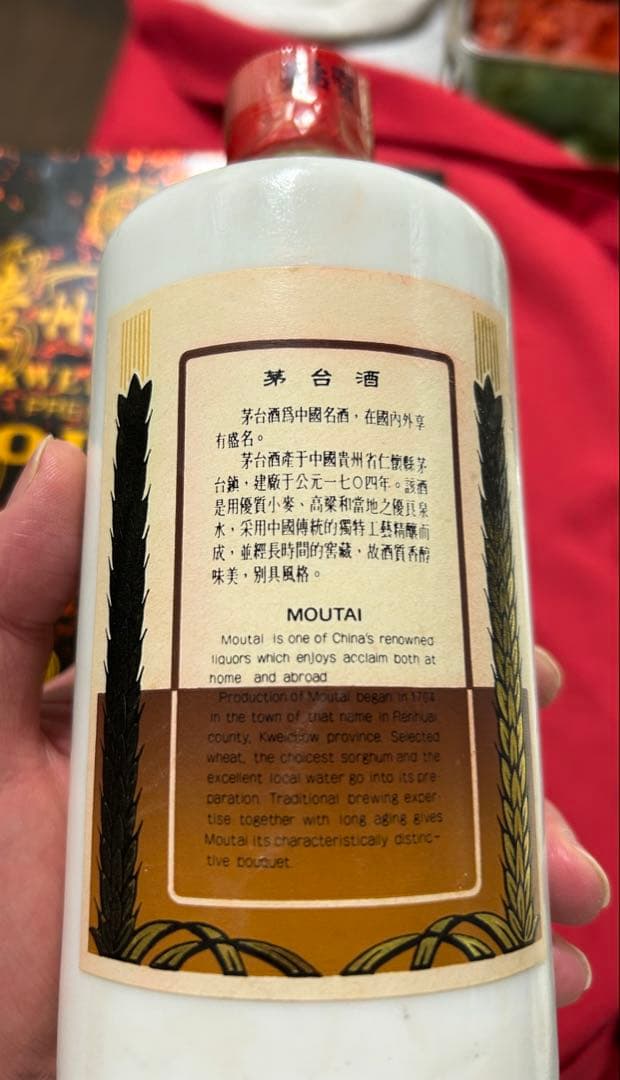 茅台酒
茅台酒爲中國名酒，在國內外享
有盛名。
茅台酒產于中國貴州省仁懷縣茅
台鎮，建廠于公元一七〇四年。該酒
是用優質小麥、高粱和當地之優良泉
水，采用中國傳統的獨特工藝精釀而
成，並經長時間的窖藏，故酒質香醇
味美，別具風格。
MOUTAI
Moutai is one of China's renowned
liquors which enjoys acclaim both at
home and abroad
Production of Moutai began in 1704
in the town of that name in Renhuai
county, Kweichow province. Selected
wheat, the choicest sorghum and the
excellent local water go into its pre-
paration. Traditional brewing exper-
tise together with long aging gives
Moutai its characteristically distinc-
tive bouquet.
州